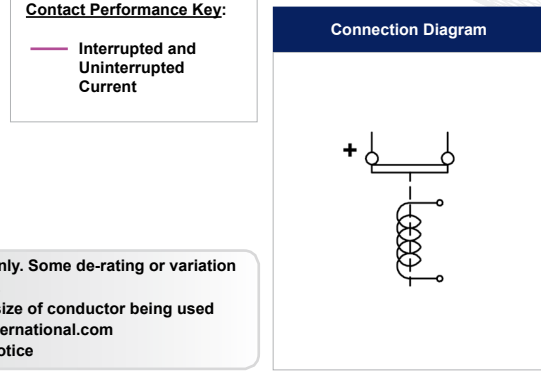 Contact Performance Key:
Interrupted and
Uninterrupted
Current
Connection Diagram
+
nly. Some de-rating or variation
size of conductor being used
ernational.com
otice